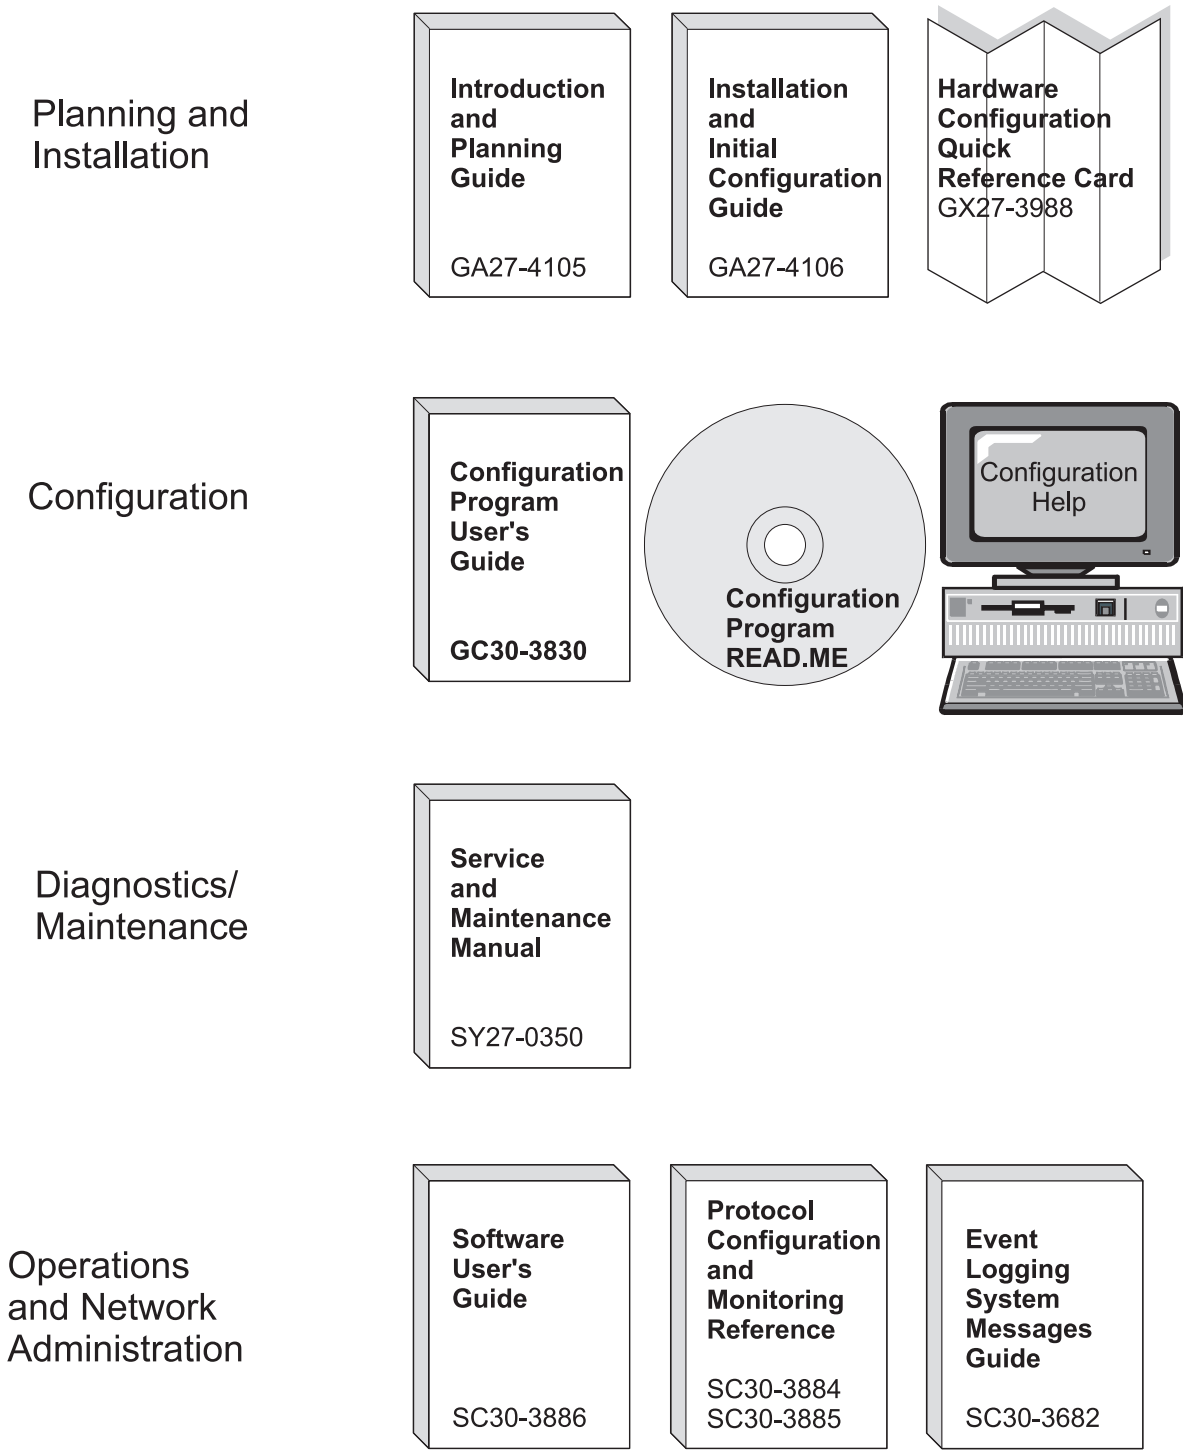 Planning and
Installation
Introduction
and
Planning
Guide
GA27-4105
Installation
and
Initial
Configuration
Guide
GA27-4106
Hardware
Configuration
Quick
Reference Card
GX27-3988
Configuration
Configuration
Program
User's
Guide
GC30-3830
Configuration
Program
READ.ME
Configuration
Help
Diagnostics/
Maintenance
Service
and
Maintenance
Manual
SY27-0350
Operations
and Network
Administration
Software
User's
Guide
SC30-3886
Protocol
Configuration
and
Monitoring
Reference
SC30-3884
SC30-3885
Event
Logging
System
Messages
Guide
SC30-3682